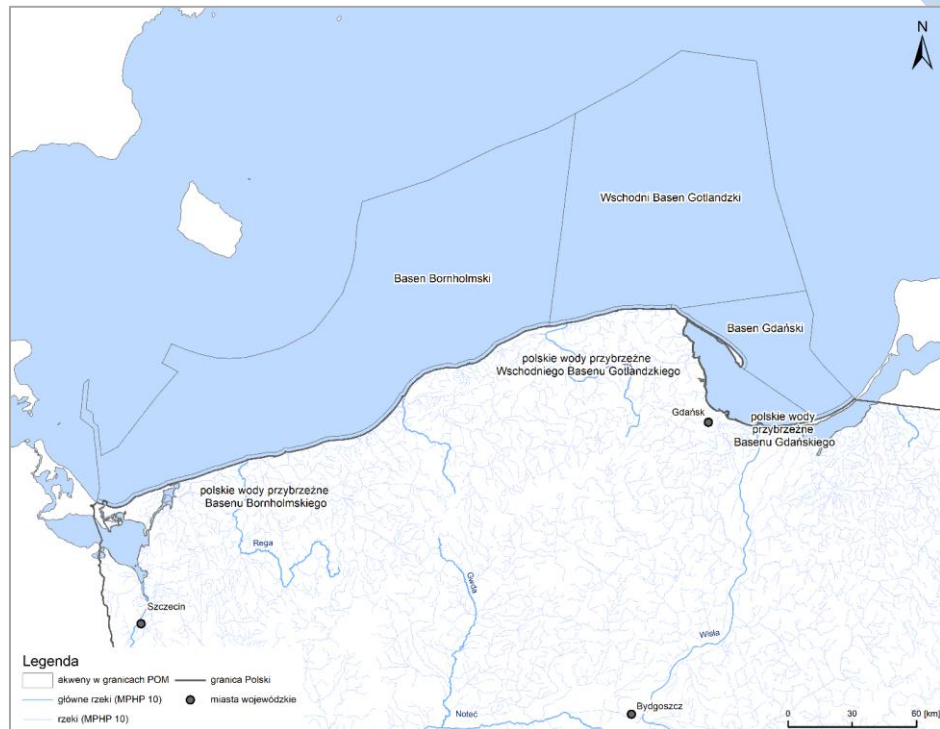 N
Wschodni Basen Gotlandzki
Basen Bornholmski
Basen Gdański
polskie wody przybrzeżne
Wschodniego Basenu Gotlandzkiego
Gdańsk
polskie wody
przybrzeżne
Basenu Gdańskiego
polskie wody przybrzeżne
Basenu Bornholmskiego
Rega
Gwda
Szczecin
Wisła
Noteć
Bydgoszcz
Legenda
akweny w granicach POM
granica Polski
główne rzeki (MPHP 10)
miasta wojewódzkie
rzeki (MPHP 10)
0 30 60 [km]